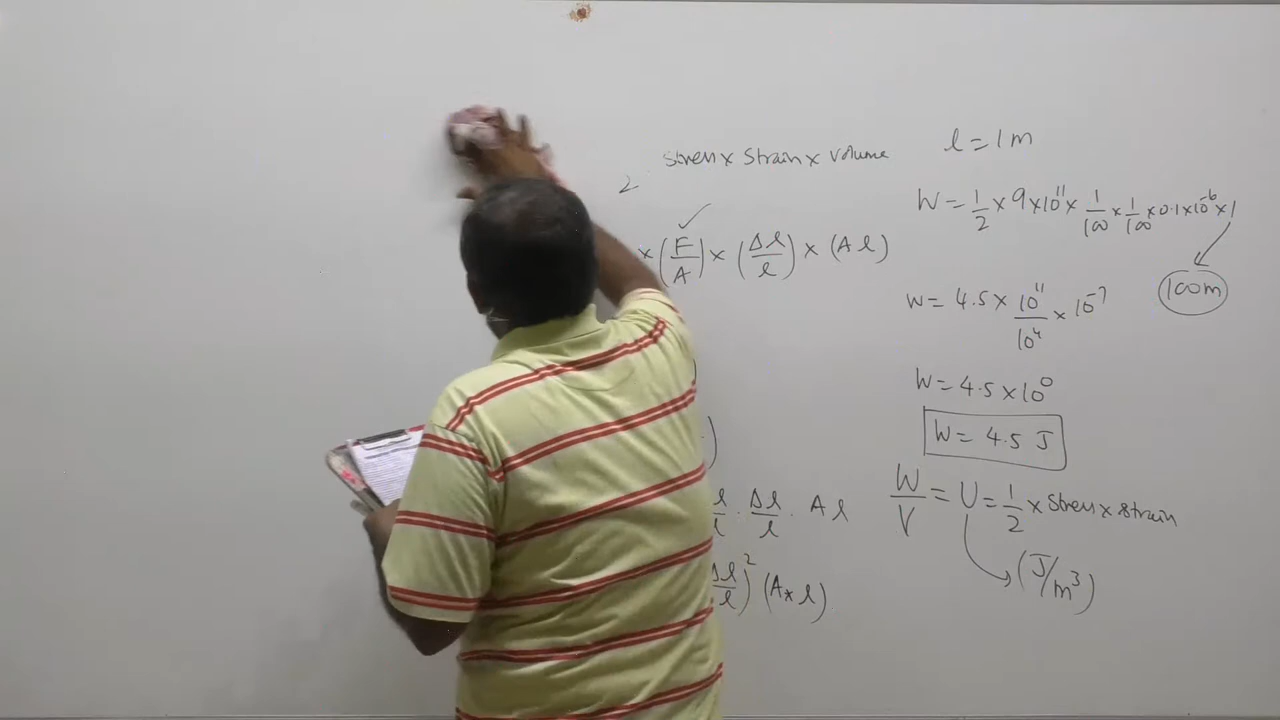 2 stress x strain x volume
x (F/A) x (Δl/l) x (A l)
)
l/l . Δl/l . A l
Δl/l)² (A x l)
l = 1 m
W = 1/2 x 9 x 10¹¹ x 1/100 x 1/100 x 0.1 x 10⁻⁶ x 1
100m
W = 4.5 x 10¹¹/10⁴ x 10⁻⁷
W = 4.5 x 10⁰
W = 4.5 J
W/V = U = 1/2 x stress x strain
(J/m³)